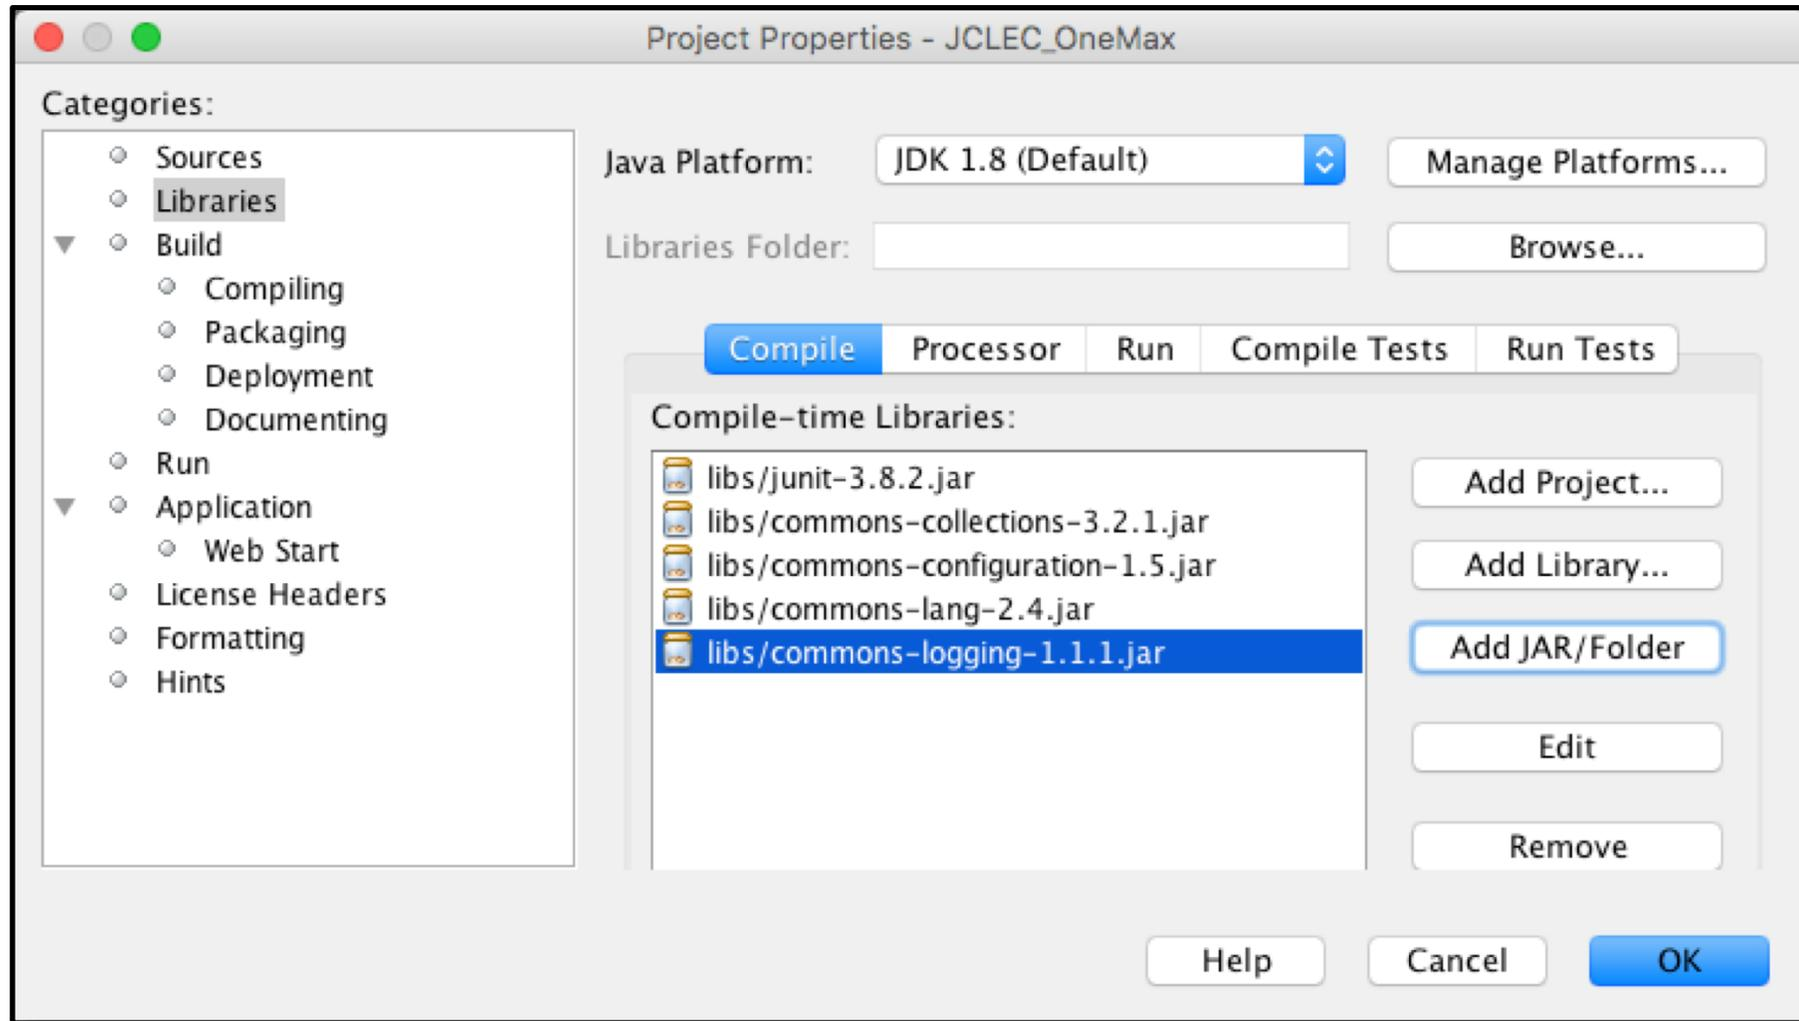 Project Properties - JCLEC_OneMax
Categories:
Sources
Libraries
Build
Compiling
Packaging
Deployment
Documenting
Run
Application
Web Start
License Headers
Formatting
Hints
Java Platform: JDK 1.8 (Default) Manage Platforms...
Libraries Folder: Browse...
Compile Processor Run Compile Tests Run Tests
Compile-time Libraries:
libs/junit-3.8.2.jar
libs/commons-collections-3.2.1.jar
libs/commons-configuration-1.5.jar
libs/commons-lang-2.4.jar
libs/commons-logging-1.1.1.jar
Add Project...
Add Library...
Add JAR/Folder
Edit
Remove
Help Cancel OK